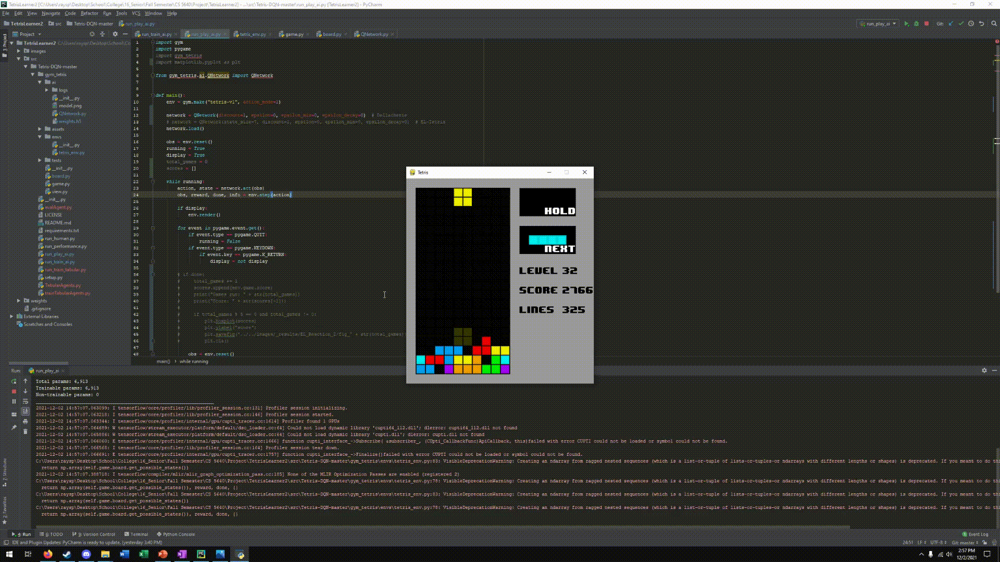 TetrisLearner2 [C:\Users\raysp\Desktop\School\College\16_Senior\Fall Semester\CS 5640\Project\TetrisLearner2] - ...\src\Tetris-DQN-master\run_play_ai.py [TetrisLearner2] - PyCharm
File Edit View Navigate Code Refactor Run Tools VCS Window Help
TetrisLearner2 src Tetris-DQN-master run_play_ai.py run_play_ai Git:
Project run_train_ai.py run_play_ai.py tetris_env.py game.py board.py QNetwork.py
1: Project
TetrisLearner2 C:\Users\raysp\Desktop\School\Co
images
src
Tetris-DQN-master
gym_tetris
ai
logs
__init__.py
model.png
QNetwork.py
weights.h5
assets
envs
__init__.py
tetris_env.py
tests
__init__.py
board.py
game.py
view.py
__init__.py
evalAgent.py
LICENSE
README.md
requirements.txt
run_human.py
run_performance.py
run_play_ai.py
run_train_ai.py
run_train_tabular.py
setup.py
TabularAgents.py
trainTabularAgents.py
weights
.gitignore
External Libraries
Scratches and Consoles
1 import gym
2 import pygame
3 import gym_tetris
4 import matplotlib.pyplot as plt
5
6 from gym_tetris.ai.QNetwork import QNetwork
7
8
9 def main():
10 env = gym.make("tetris-v1", action_mode=1)
11
12 network = QNetwork(discount=1, epsilon=0, epsilon_min=0, epsilon_decay=0) # Dellacherie
13 # network = QNetwork(state_size=7, discount=1, epsilon=0, epsilon_min=0, epsilon_decay=0) # EL-Tetris
14 network.load()
15
16 obs = env.reset()
17 running = True
18 display = True
19 total_games = 0
20 scores = []
21
22 while running:
23 action, state = network.act(obs)
24 obs, reward, done, info = env.step(action)
25
26 if display:
27 env.render()
28
29 for event in pygame.event.get():
30 if event.type == pygame.QUIT:
31 running = False
32 if event.type == pygame.KEYDOWN:
33 if event.key == pygame.K_RETURN:
34 display = not display
35
36 # if done:
37 # total_games += 1
38 # scores.append(env.game.score)
39 # print("Games run: " + str(total_games))
40 # print("Score: " + str(scores[-1]))
41 #
42 # if total_games % 5 == 0 and total_games != 0:
43 # plt.boxplot(scores)
44 # plt.ylabel("score")
45 # plt.savefig("../../images/_results/EL_Reaction_2/fig_" + str(total_games)
46 # plt.cla()
47
48 obs = env.reset()
main() › while running
Tetris
HOLD
NEXT
LEVEL 32
SCORE 2766
LINES 325
Run: run_play_ai
Total params: 6,913
Trainable params: 6,913
Non-trainable params: 0
2021-12-02 14:57:07.063099: I tensorflow/core/profiler/lib/profiler_session.cc:131] Profiler session initializing.
2021-12-02 14:57:07.063218: I tensorflow/core/profiler/lib/profiler_session.cc:146] Profiler session started.
2021-12-02 14:57:07.063344: I tensorflow/core/profiler/internal/gpu/cupti_tracer.cc:1614] Profiler found 1 GPUs
2021-12-02 14:57:07.064689: W tensorflow/stream_executor/platform/default/dso_loader.cc:64] Could not load dynamic library 'cupti64_112.dll'; dlerror: cupti64_112.dll not found
2021-12-02 14:57:07.065886: W tensorflow/stream_executor/platform/default/dso_loader.cc:64] Could not load dynamic library 'cupti.dll'; dlerror: cupti.dll not found
2021-12-02 14:57:07.066060: E tensorflow/core/profiler/internal/gpu/cupti_tracer.cc:1666] function cupti_interface_->Subscribe( &subscriber_, (CUpti_CallbackFunc)ApiCallback, this)failed with error CUPTI could not be loaded or symbol could not be found.
2021-12-02 14:57:07.066568: I tensorflow/core/profiler/lib/profiler_session.cc:164] Profiler session tear down.
2021-12-02 14:57:07.066691: E tensorflow/core/profiler/internal/gpu/cupti_tracer.cc:1757] function cupti_interface_->Finalize()failed with error CUPTI could not be loaded or symbol could not be found.
C:\Users\raysp\Desktop\School\College\16_Senior\Fall Semester\CS 5640\Project\TetrisLearner2\src\Tetris-DQN-master\gym_tetris\envs\tetris_env.py:83: VisibleDeprecationWarning: Creating an ndarray from ragged nested sequences (which is a list-or-tuple of lists-or-tuples-or ndarrays with different lengths or shapes) is deprecated. If you meant to do thi
return np.array(self.game.board.get_possible_states())
2021-12-02 14:57:07.388718: I tensorflow/compiler/mlir/mlir_graph_optimization_pass.cc:185] None of the MLIR Optimization Passes are enabled (registered 2)
C:\Users\raysp\Desktop\School\College\16_Senior\Fall Semester\CS 5640\Project\TetrisLearner2\src\Tetris-DQN-master\gym_tetris\envs\tetris_env.py:78: VisibleDeprecationWarning: Creating an ndarray from ragged nested sequences (which is a list-or-tuple of lists-or-tuples-or ndarrays with different lengths or shapes) is deprecated. If you meant to do thi
return np.array(self.game.board.get_possible_states()), reward, done, {}
C:\Users\raysp\Desktop\School\College\16_Senior\Fall Semester\CS 5640\Project\TetrisLearner2\src\Tetris-DQN-master\gym_tetris\envs\tetris_env.py:83: VisibleDeprecationWarning: Creating an ndarray from ragged nested sequences (which is a list-or-tuple of lists-or-tuples-or ndarrays with different lengths or shapes) is deprecated. If you meant to do thi
return np.array(self.game.board.get_possible_states())
C:\Users\raysp\Desktop\School\College\16_Senior\Fall Semester\CS 5640\Project\TetrisLearner2\src\Tetris-DQN-master\gym_tetris\envs\tetris_env.py:78: VisibleDeprecationWarning: Creating an ndarray from ragged nested sequences (which is a list-or-tuple of lists-or-tuples-or ndarrays with different lengths or shapes) is deprecated. If you meant to do thi
return np.array(self.game.board.get_possible_states()), reward, done, {}
7: Structure
2: Favorites
4: Run 6: TODO 9: Version Control Terminal Python Console 1 Event Log
IDE and Plugin Updates: PyCharm is ready to update. (yesterday 3:40 PM) 24:51 LF UTF-8 Git: master
2:57 PM
12/2/2021